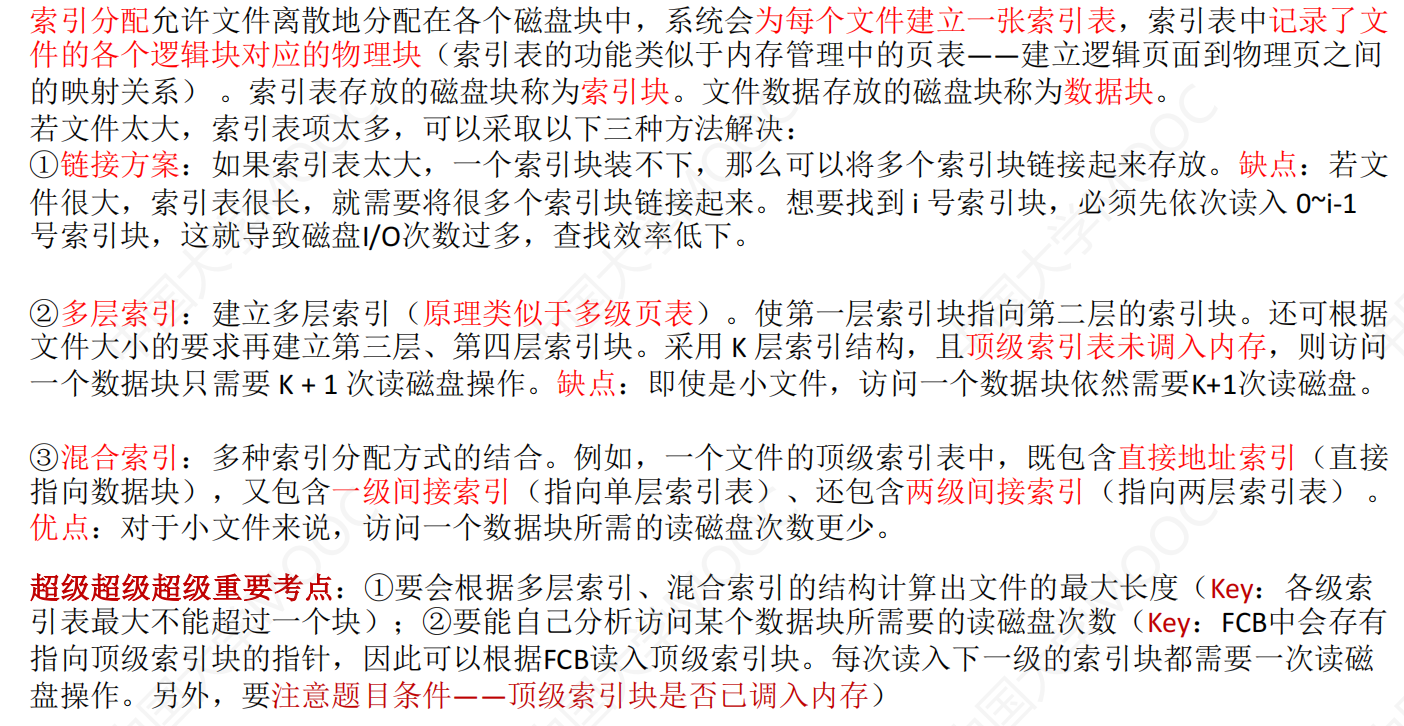 索引分配允许文件离散地分配在各个磁盘块中，系统会为每个文件建立一张索引表，索引表中记录了文
件的各个逻辑块对应的物理块（索引表的功能类似于内存管理中的页表——建立逻辑页面到物理页之间
的映射关系）。索引表存放的磁盘块称为索引块。文件数据存放的磁盘块称为数据块。
若文件太大，索引表项太多，可以采取以下三种方法解决：
①链接方案：如果索引表太大，一个索引块装不下，那么可以将多个索引块链接起来存放。缺点：若文
件很大，索引表很长，就需要将很多个索引块链接起来。想要找到 i 号索引块，必须先依次读入 0~i-1
号索引块，这就导致磁盘I/O次数过多，查找效率低下。
②多层索引：建立多层索引（原理类似于多级页表）。使第一层索引块指向第二层的索引块。还可根据
文件大小的要求再建立第三层、第四层索引块。采用 K 层索引结构，且顶级索引表未调入内存，则访问
一个数据块只需要 K + 1 次读磁盘操作。缺点：即使是小文件，访问一个数据块依然需要K+1次读磁盘。
③混合索引：多种索引分配方式的结合。例如，一个文件的顶级索引表中，既包含直接地址索引（直接
指向数据块），又包含一级间接索引（指向单层索引表）、还包含两级间接索引（指向两层索引表）。
优点：对于小文件来说，访问一个数据块所需的读磁盘次数更少。
超级超级超级重要考点：①要会根据多层索引、混合索引的结构计算出文件的最大长度（Key：各级索
引表最大不能超过一个块）；②要能自己分析访问某个数据块所需要的读磁盘次数（Key：FCB中会存有
指向顶级索引块的指针，因此可以根据FCB读入顶级索引块。每次读入下一级的索引块都需要一次读磁
盘操作。另外，要注意题目条件——顶级索引块是否已调入内存）